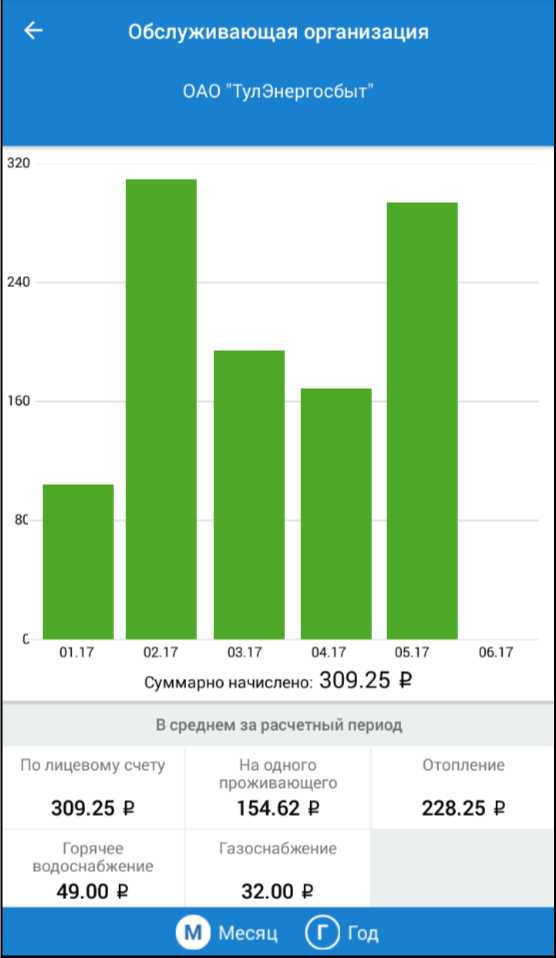 Обслуживающая организация
ОАО "ТулЭнергосбыт"
320
240
160
80
0
01.17 02.17 03.17 04.17 05.17 06.17
Суммарно начислено: 309.25 ₽
В среднем за расчетный период
По лицевому счету
309.25 ₽
На одного
проживающего
154.62 ₽
Отопление
228.25 ₽
Горячее
водоснабжение
49.00 ₽
Газоснабжение
32.00 ₽
М Месяц Г Год